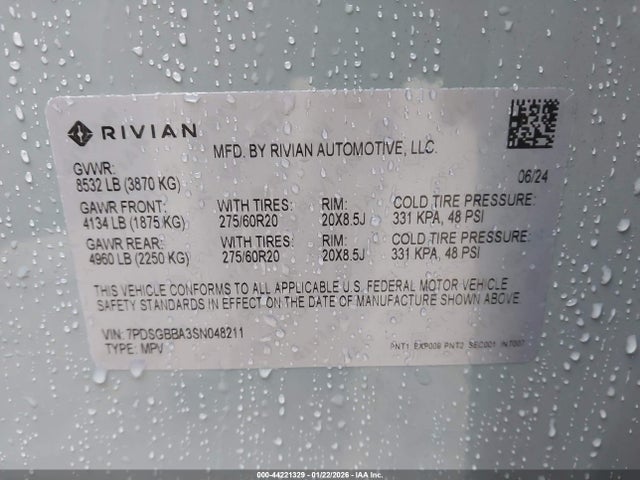 RIVIAN
MFD. BY RIVIAN AUTOMOTIVE, LLC.
GVWR: 06/24
8532 LB (3870 KG)
GAWR FRONT: WITH TIRES: RIM: COLD TIRE PRESSURE:
4134 LB (1875 KG) 275/60R20 20X8.5J 331 KPA, 48 PSI
GAWR REAR: WITH TIRES: RIM: COLD TIRE PRESSURE:
4960 LB (2250 KG) 275/60R20 20X8.5J 331 KPA, 48 PSI
THIS VEHICLE CONFORMS TO ALL APPLICABLE U.S. FEDERAL MOTOR VEHICLE
SAFETY STANDARDS IN EFFECT ON THE DATE OF MANUFACTURE SHOWN ABOVE.
VIN: 7PDSGBBA3SN048211
TYPE: MPV PNT1_EXP009 PNT2_ SEC001 INT007
000-44221329 - 01/22/2026 - IAA Inc.